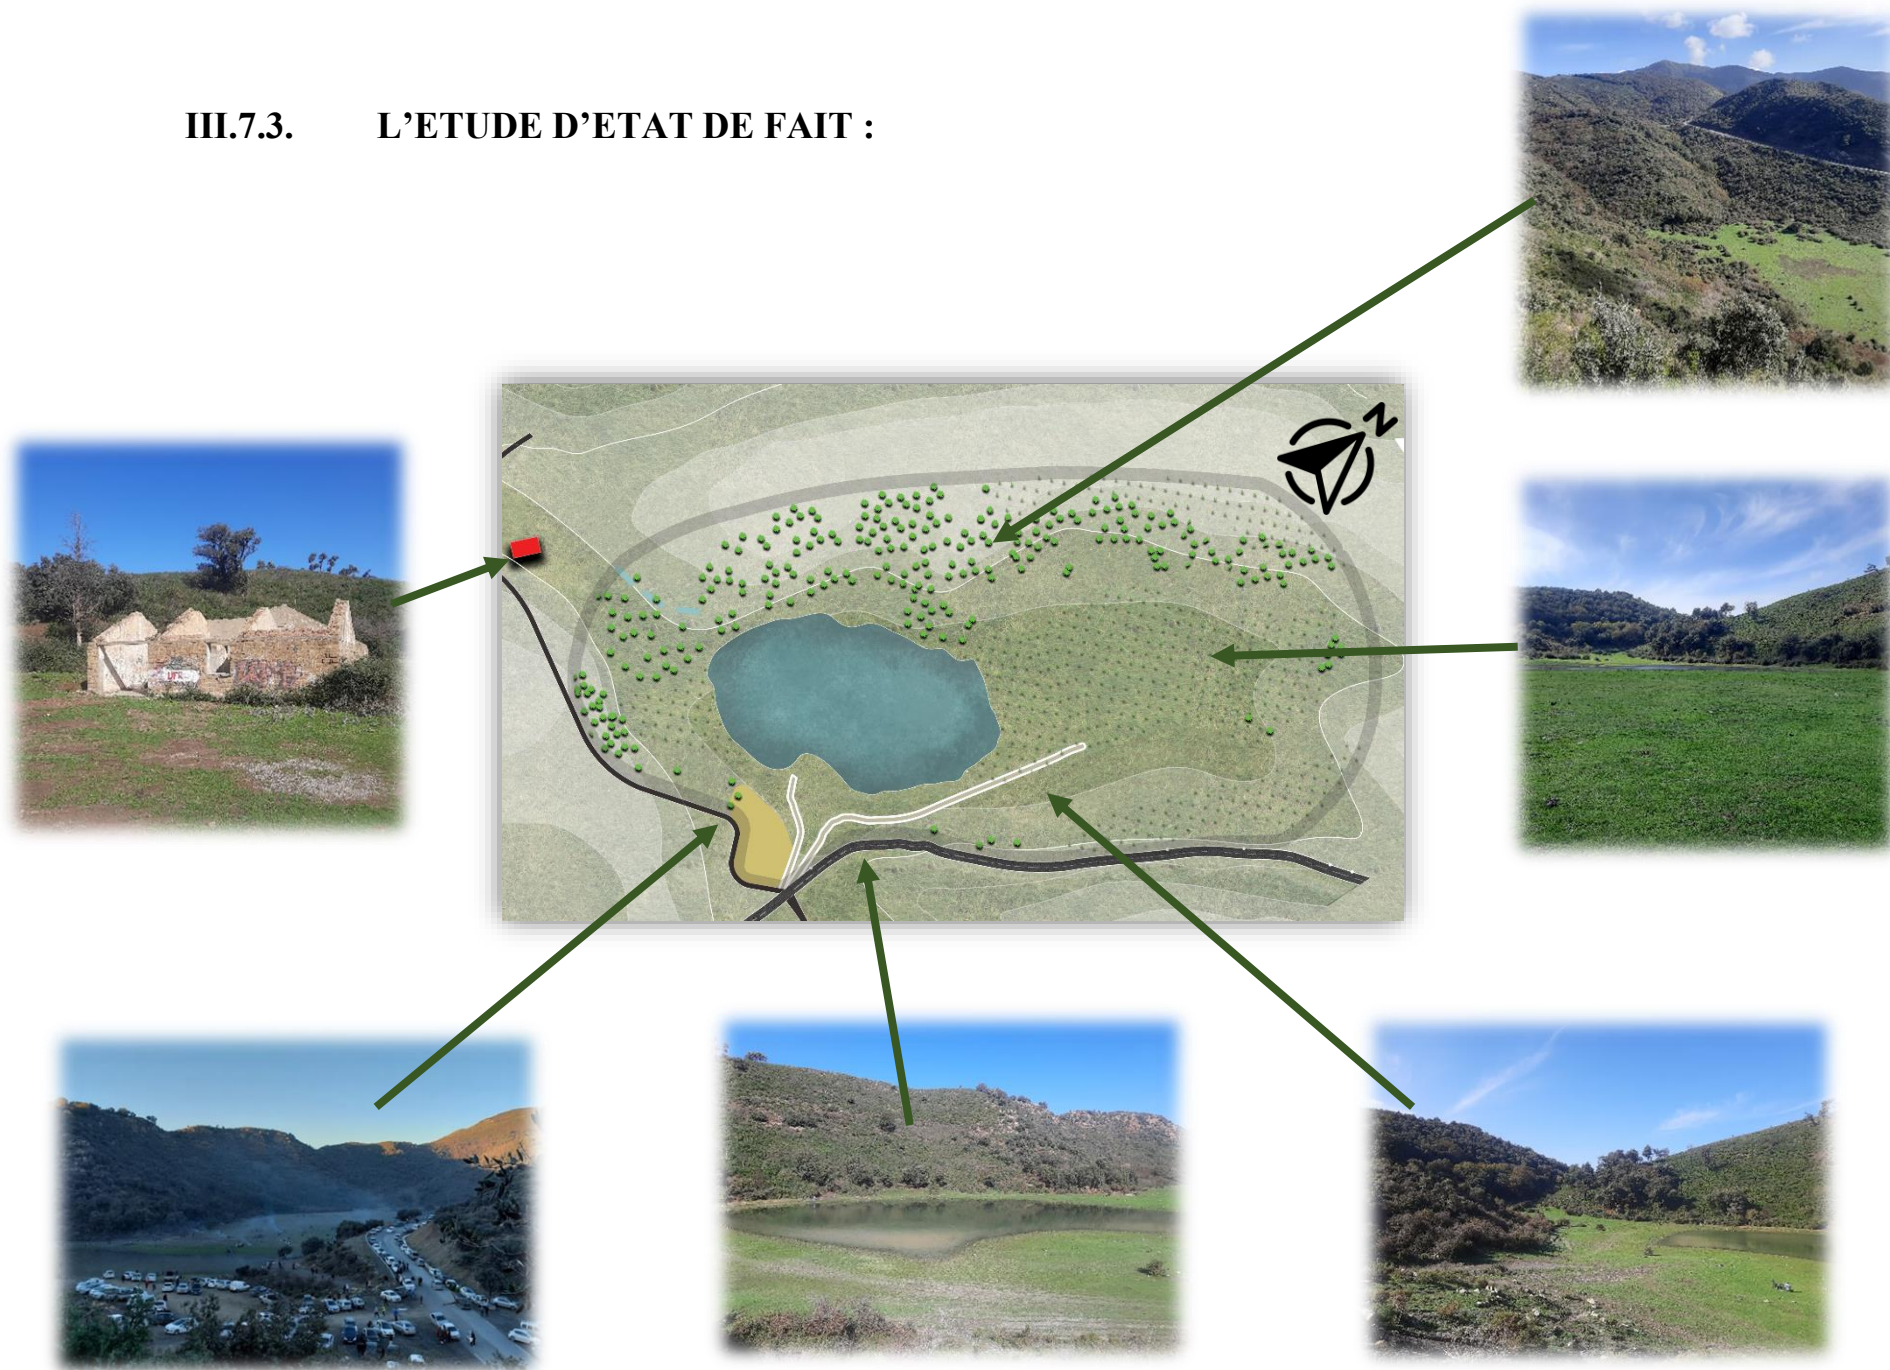 III.7.3. L’ETUDE D’ETAT DE FAIT :
N